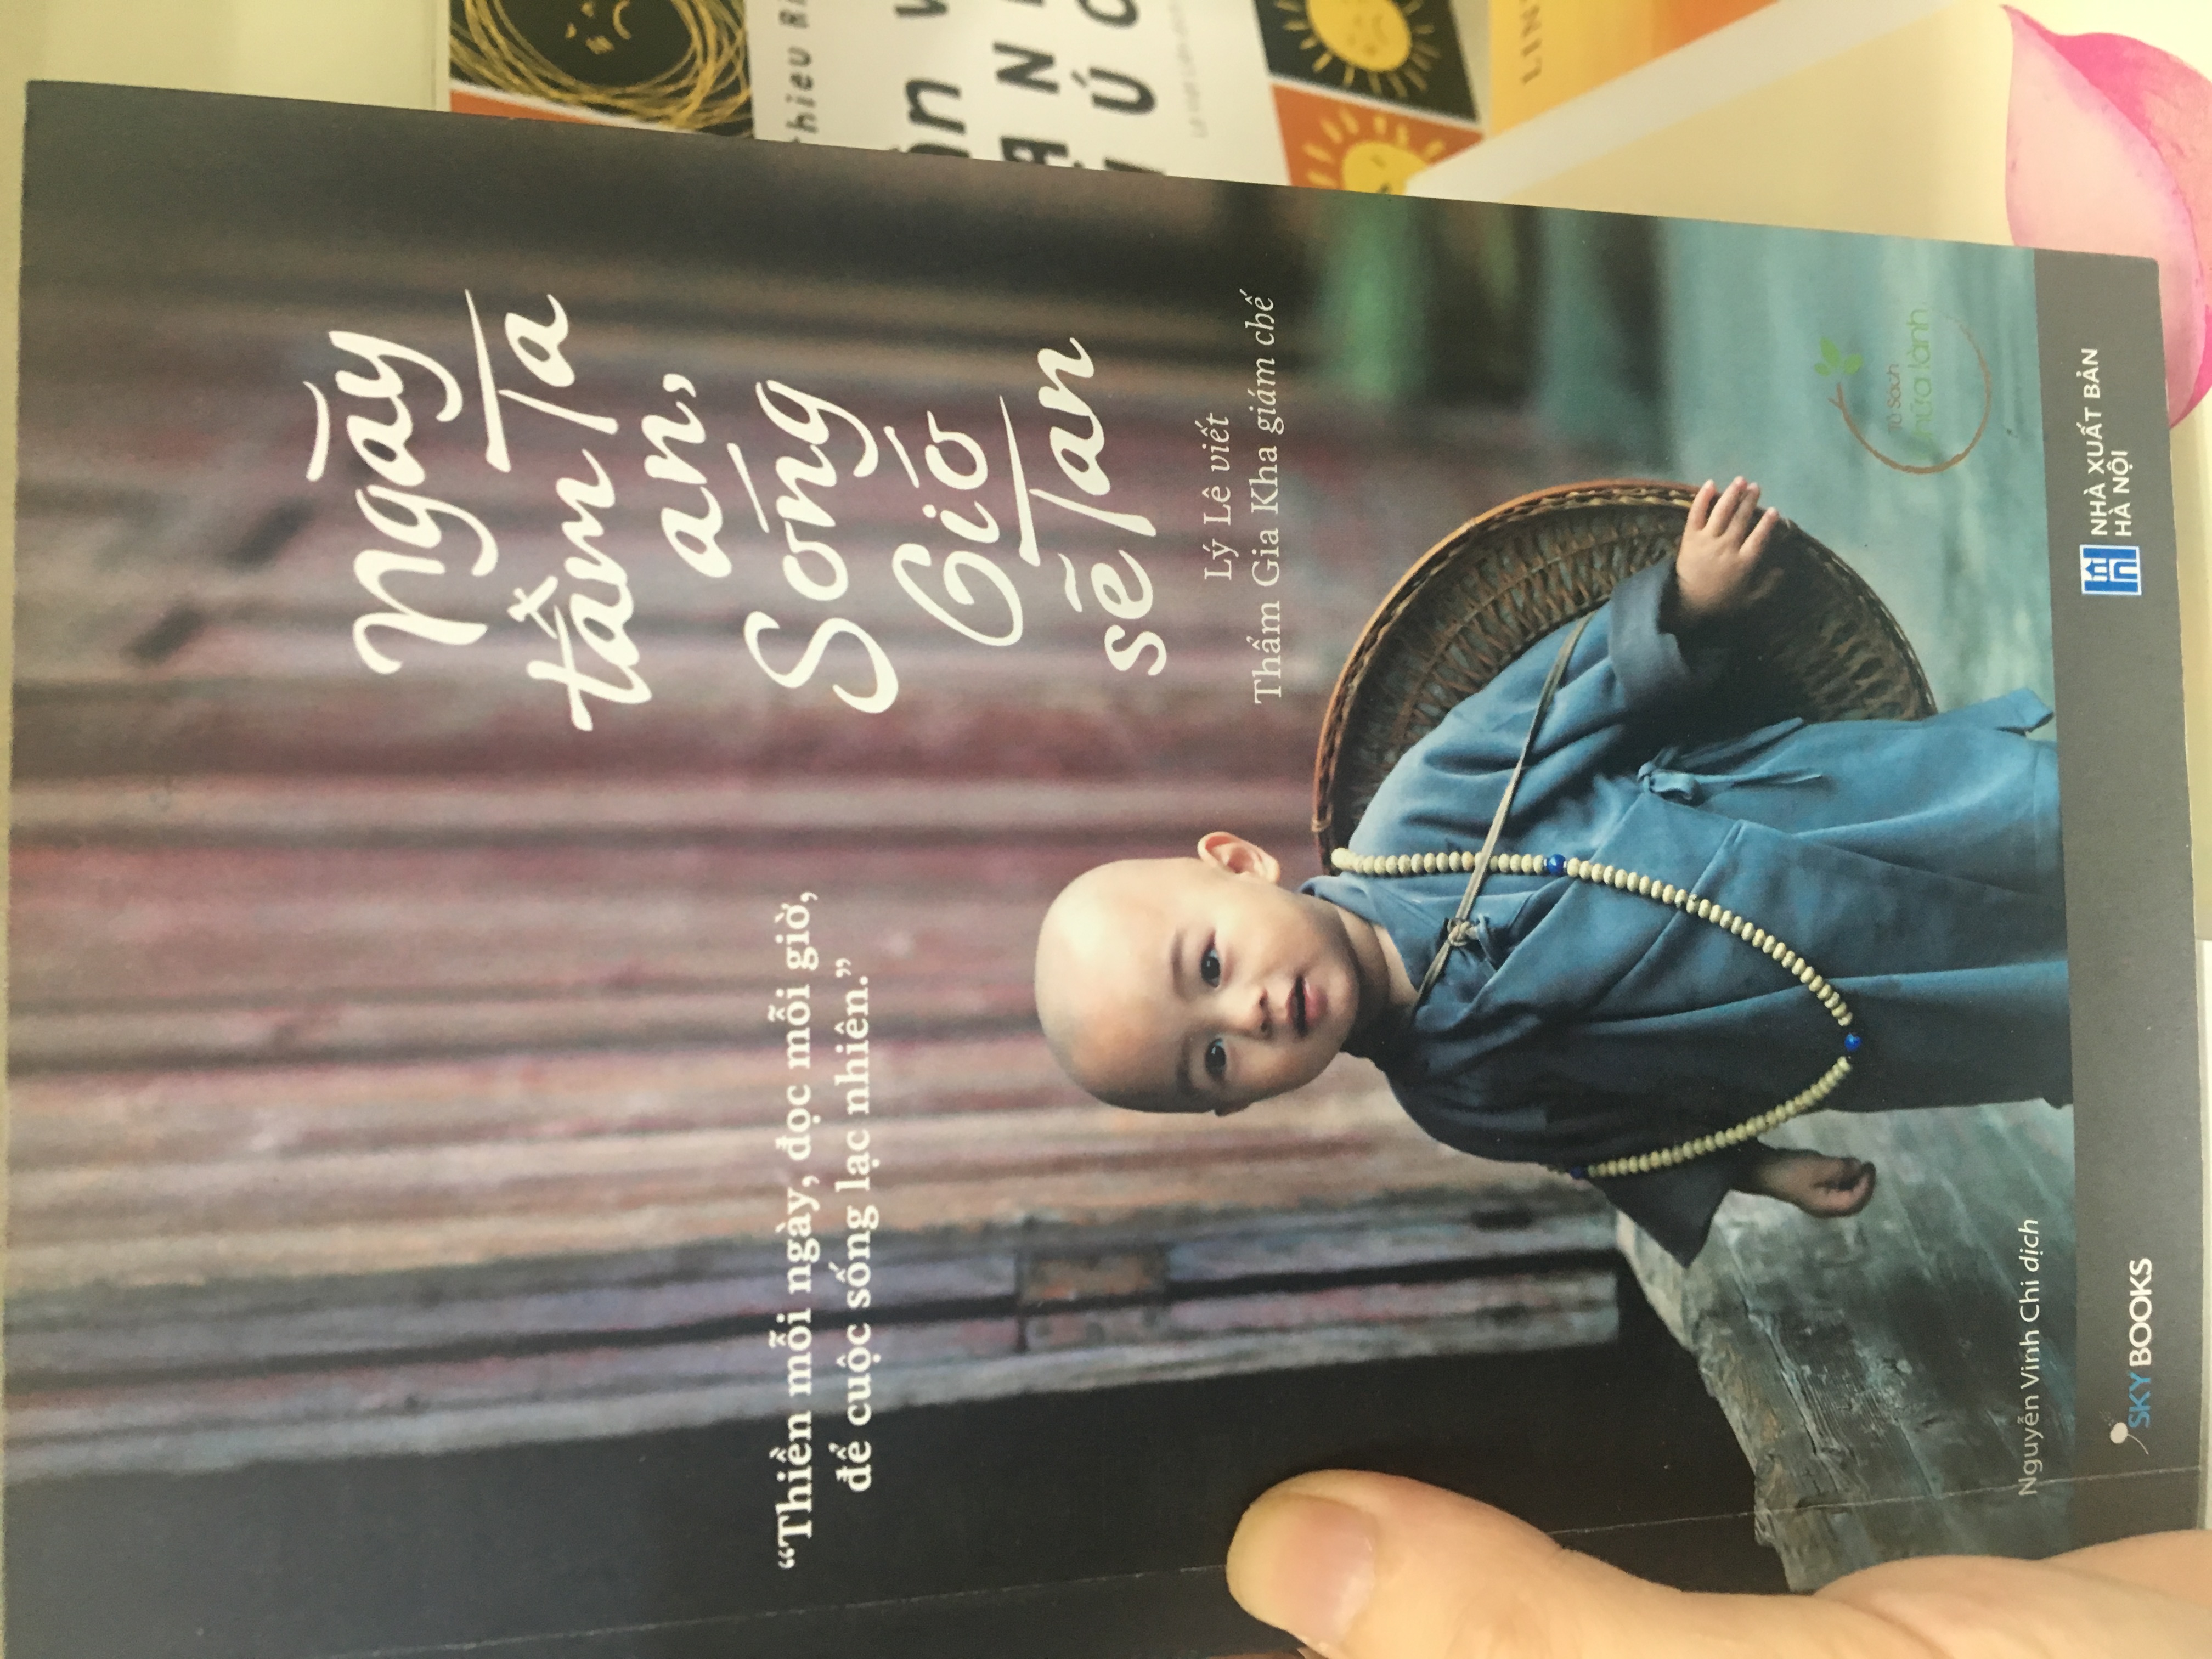 Ngày
Ta
tầm
an,
Sóng
Gió
sẽ Tan
Lý Lê viết
Thẩm Gia Kha giám chế
“Thiền mỗi ngày, đọc mỗi giờ,
để cuộc sống lạc nhiên.”
Tủ Sách
chữa lành
Nguyễn Vinh Chi dịch
SKYBOOKS
NHÀ XUẤT BẢN
HÀ NỘI